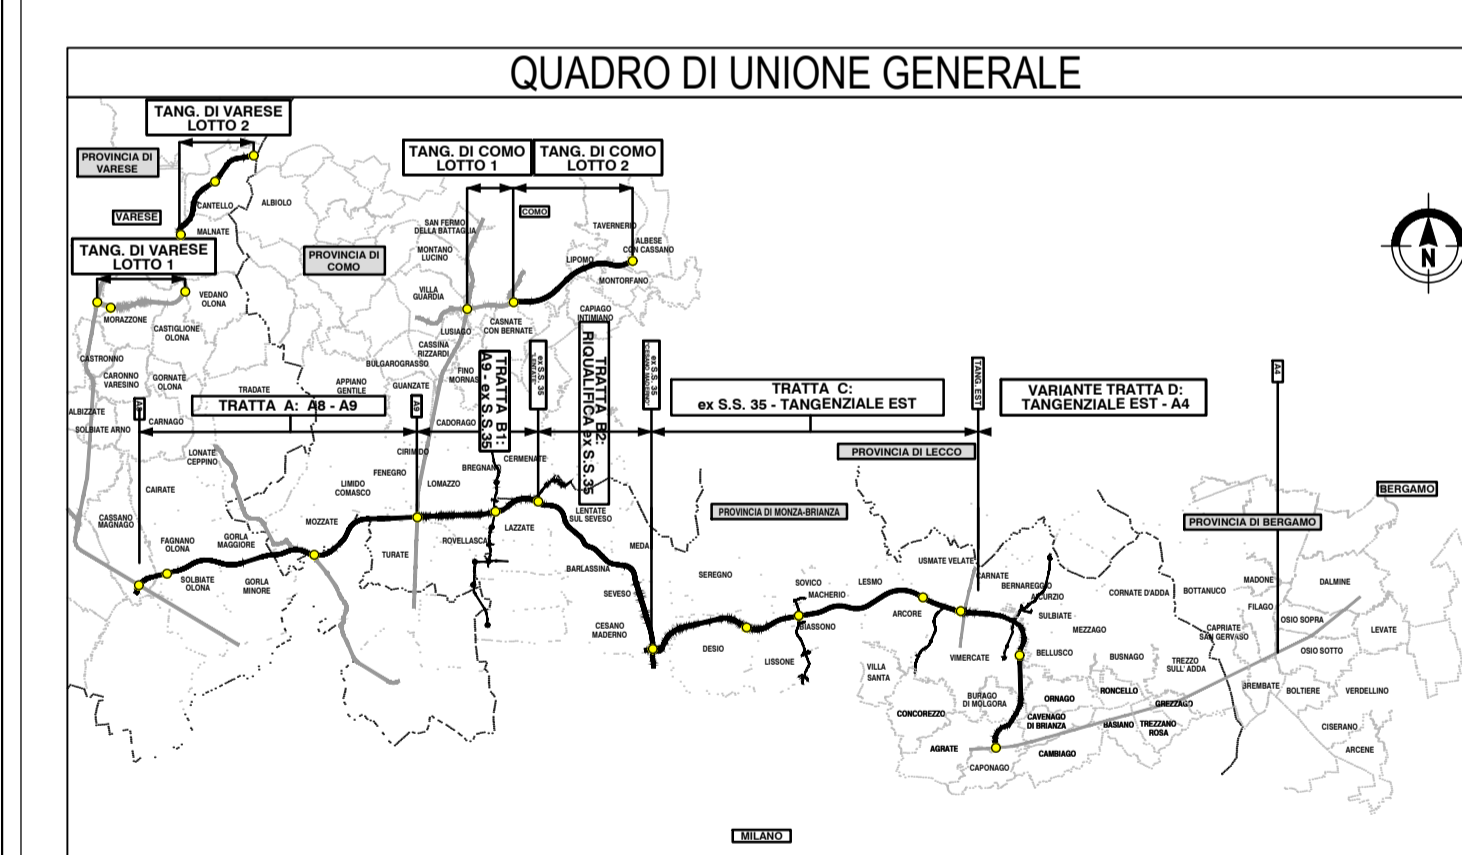 QUADRO DI UNIONE GENERALE
TANG. DI VARESE
LOTTO 2
PROVINCIA DI
VARESE
TANG. DI COMO
LOTTO 1
TANG. DI COMO
LOTTO 2
CANTELLO
ALBIOLO
VARESE
MALNATE
COMO
SAN FERMO
DELLA BATTAGLIA
TAVERNERIO
ALBESE
CON CASSANO
TANG. DI VARESE
LOTTO 1
PROVINCIA DI
COMO
MONTANO
LUCINO
LIPOMO
MONTORFANO
N
VEDANO
OLONA
VILLA
GUARDIA
MORAZZONE
CASTIGLIONE
OLONA
LUSIAGO
CASNATE
CON BERNATE
CAPIAGO
INTIMIANO
CASTRONNO
CASSINA
RIZZARDI
BULGAROGRASSO
CARONNO
VARESINO
GORNATE
OLONA
TRADATE
APPIANO
GENTILE
GUANZATE
FINO
MORNAS
TRATTA B1:
A9 - ex S.S.35
ex S.S. 35
"LENTATE"
TRATTA B2:
RIQUALIFICA ex S.S.35
ex S.S. 35
"CESANO MADERNO"
TRATTA C:
ex S.S. 35 - TANGENZIALE EST
TANG. EST
VARIANTE TRATTA D:
TANGENZIALE EST - A4
A4
ALBIZZATE
A8
TRATTA A: A8 - A9
A9
SOLBIATE ARNO
CARNAGO
CADORAGO
LONATE
CEPPINO
CIRIMIDO
FENEGRO
BREGNANO
CERMENATE
PROVINCIA DI LECCO
CAIRATE
LIMIDO
COMASCO
LOMAZZO
BERGAMO
CASSANO
MAGNAGO
MOZZATE
LAZZATE
LENTATE
SUL SEVESO
PROVINCIA DI MONZA-BRIANZA
PROVINCIA DI BERGAMO
FAGNANO
OLONA
GORLA
MAGGIORE
TURATE
ROVELLASCA
MEDA
BARLASSINA
SOLBIATE
OLONA
GORLA
MINORE
SEVESO
SEREGNO
SOVICO
MACHERIO
LESMO
USMATE VELATE
CARNATE
BERNAREGGIO
AICURZIO
CORNATE D'ADDA
BOTTANUCO
MADONE
DALMINE
FILAGO
CESANO
MADERNO
DESIO
BIASSONO
LISSONE
ARCORE
SULBIATE
MEZZAGO
CAPRIATE
SAN GERVASO
OSIO SOPRA
LEVATE
VILLA
SANTA
VIMERCATE
BELLUSCO
BUSNAGO
TREZZO
SULL' ADDA
OSIO SOTTO
BURAGO
DI MOLGORA
ORNAGO
RONCELLO
GREZZAGO
BREMBATE
BOLTIERE
VERDELLINO
CONCOREZZO
CAVENAGO
DI BRIANZA
BASIANO
TREZZANO
ROSA
CISERANO
AGRATE
CAMBIAGO
ARCENE
CAPONAGO
MILANO